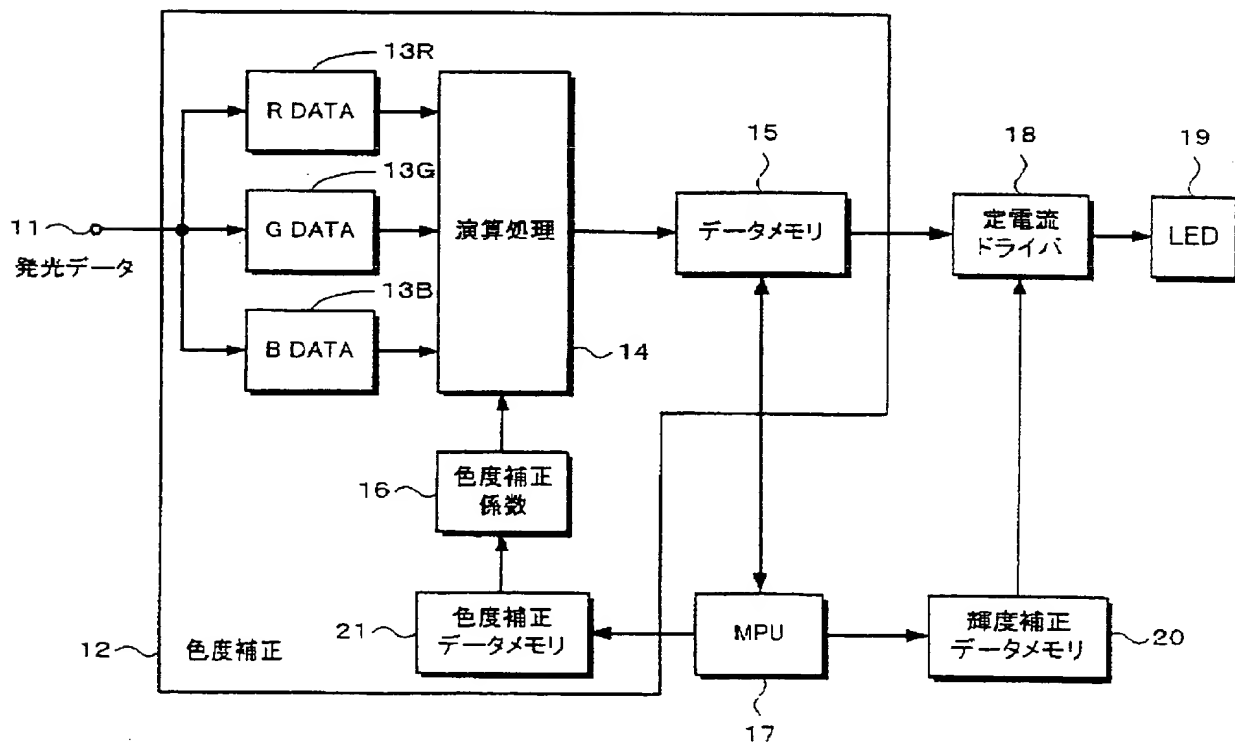 13R
R DATA
13G
G DATA
13B
B DATA
11
発光データ
演算処理
14
15
データメモリ
18
定電流
ドライバ
19
LED
16
色度補正
係数
21
色度補正
データメモリ
12
色度補正
MPU
17
輝度補正
データメモリ
20